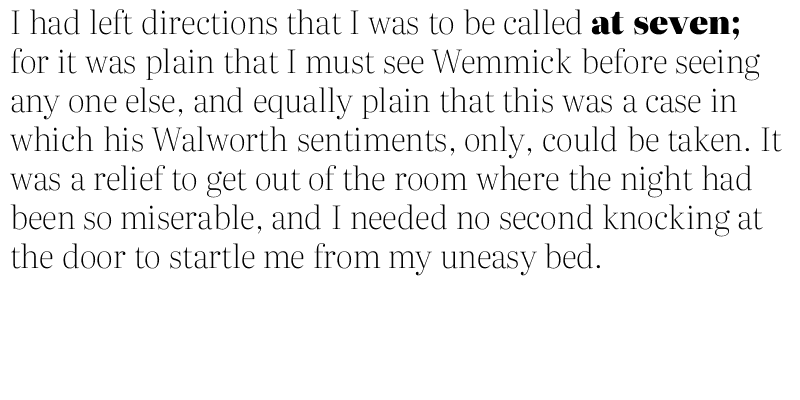 I had left directions that I was to be called at seven;
for it was plain that I must see Wemmick before seeing
any one else, and equally plain that this was a case in
which his Walworth sentiments, only, could be taken. It
was a relief to get out of the room where the night had
been so miserable, and I needed no second knocking at
the door to startle me from my uneasy bed.